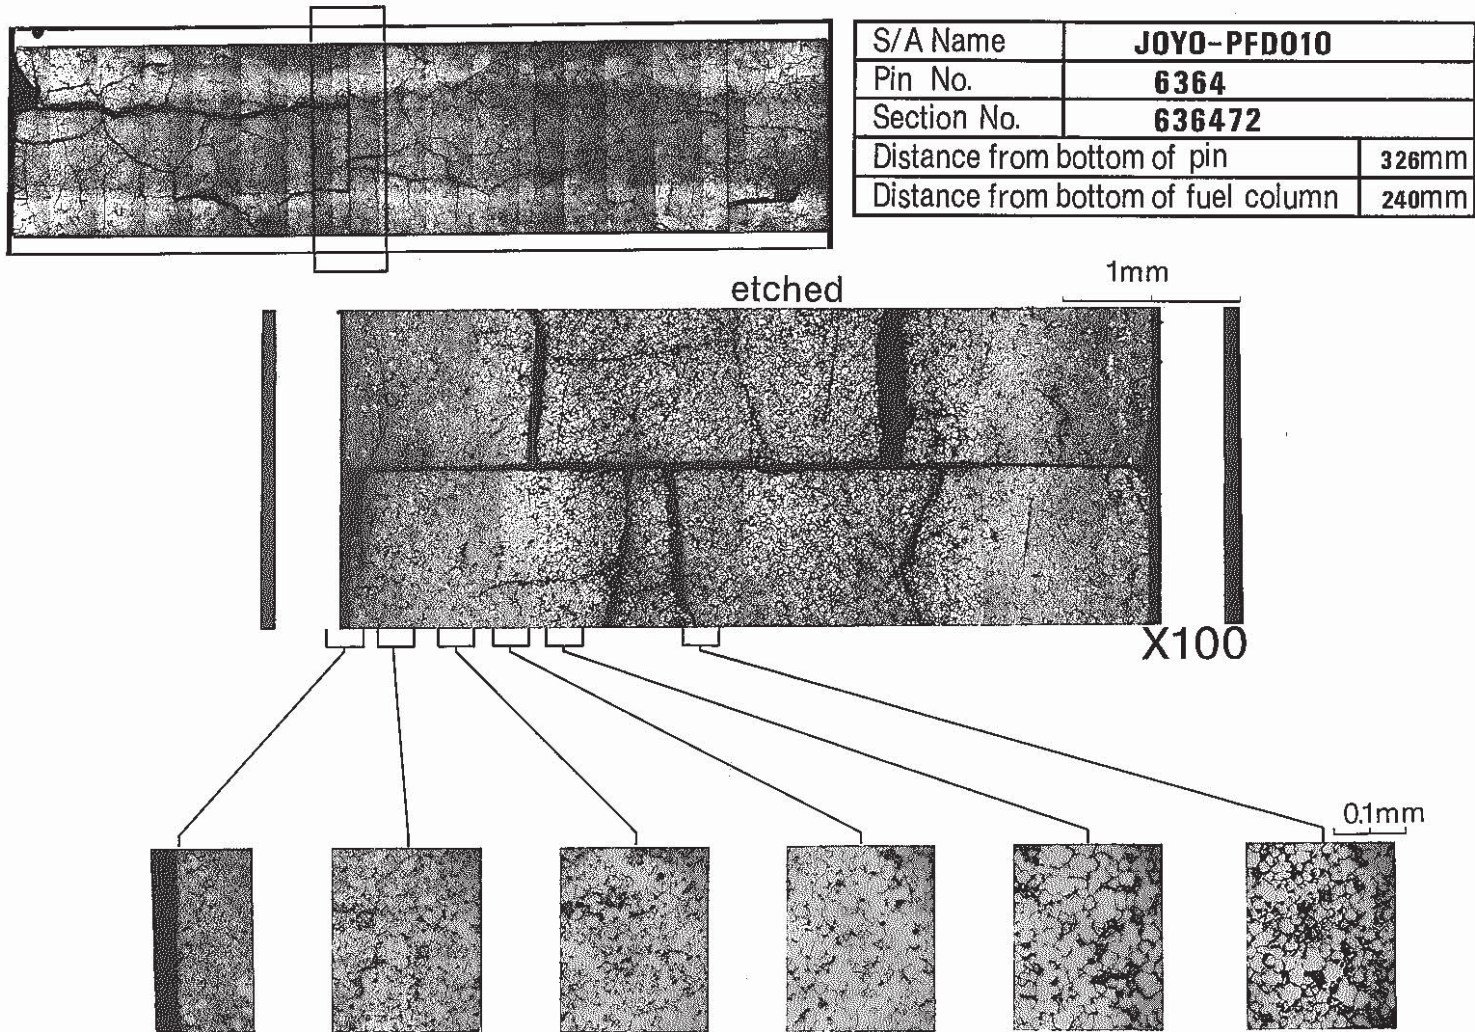 S/A Name JOYO-PFD010
Pin No. 6364
Section No. 636472
Distance from bottom of pin 326mm
Distance from bottom of fuel column 240mm
etched
1mm
X100
0.1mm